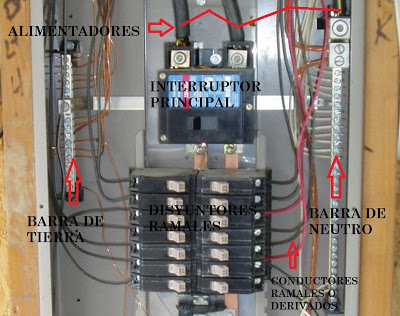 ALIMENTADORES
INTERRUPTOR
PRINCIPAL
BARRA DE
TIERRA
DISYUNTORES
RAMALES
BARRA DE
NEUTRO
CONDUCTORES
RAMALES O
DERIVADOS